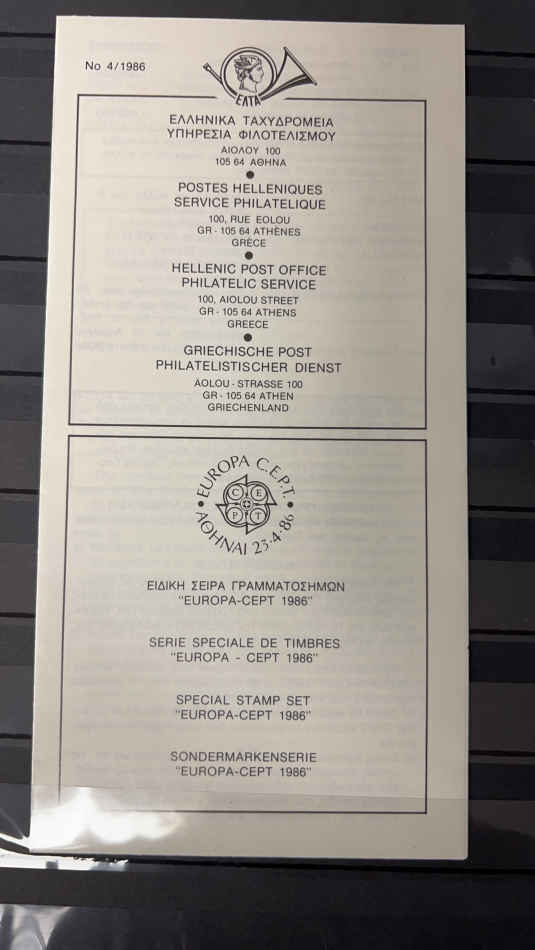 No 4/1986
ΕΛΤΑ
ΕΛΛΗΝΙΚΑ ΤΑΧΥΔΡΟΜΕΙΑ
ΥΠΗΡΕΣΙΑ ΦΙΛΟΤΕΛΙΣΜΟΥ
ΑΙΟΛΟΥ 100
105 64 ΑΘΗΝΑ
POSTES HELLENIQUES
SERVICE PHILATELIQUE
100, RUE EOLOU
GR - 105 64 ATHÈNES
GRÈCE
HELLENIC POST OFFICE
PHILATELIC SERVICE
100, AIOLOU STREET
GR - 105 64 ATHENS
GREECE
GRIECHISCHE POST
PHILATELISTISCHER DIENST
AOLOU - STRASSE 100
GR - 105 64 ATHEN
GRIECHENLAND
EUROPA C.E.P.T.
C E
P T
ΑΘΗΝΑΙ 23·4·86
ΕΙΔΙΚΗ ΣΕΙΡΑ ΓΡΑΜΜΑΤΟΣΗΜΩΝ
"EUROPA-CEPT 1986"
SERIE SPECIALE DE TIMBRES
"EUROPA - CEPT 1986"
SPECIAL STAMP SET
"EUROPA-CEPT 1986"
SONDERMARKENSERIE
"EUROPA-CEPT 1986"